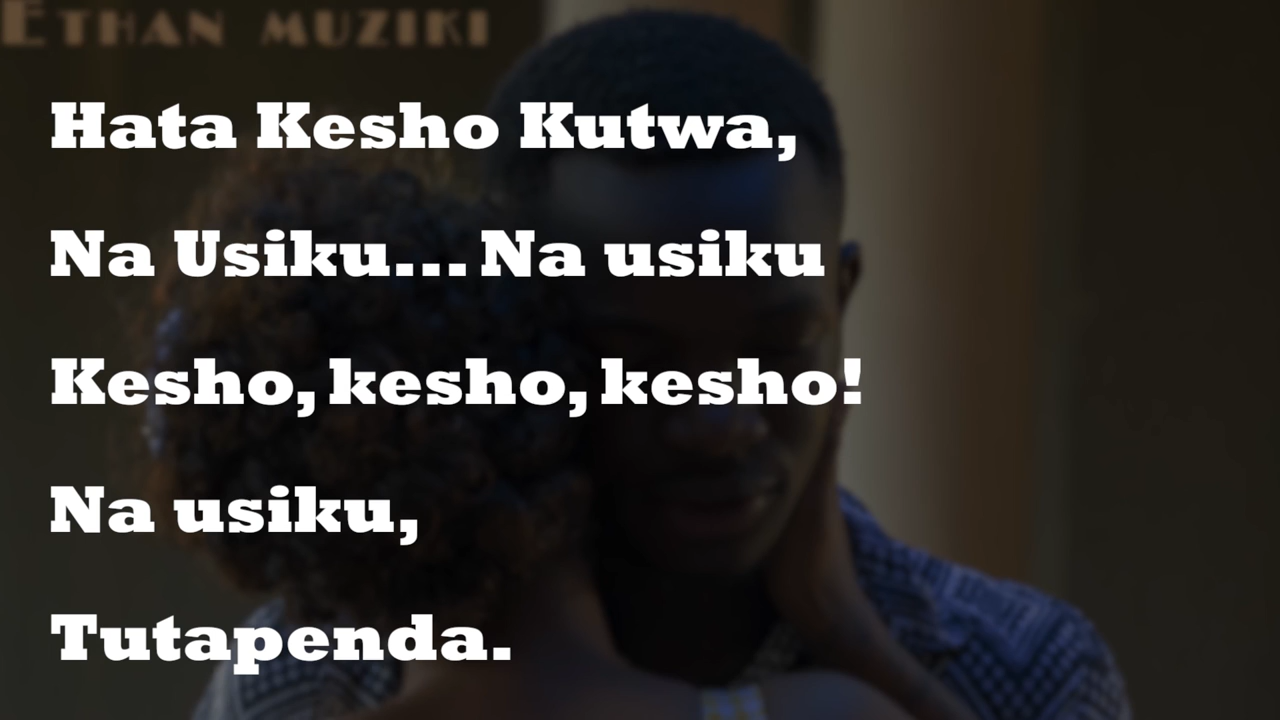 ETHAN MUZIKI
Hata Kesho Kutwa,
Na Usiku... Na usiku
Kesho, kesho, kesho!
Na usiku,
Tutapenda.